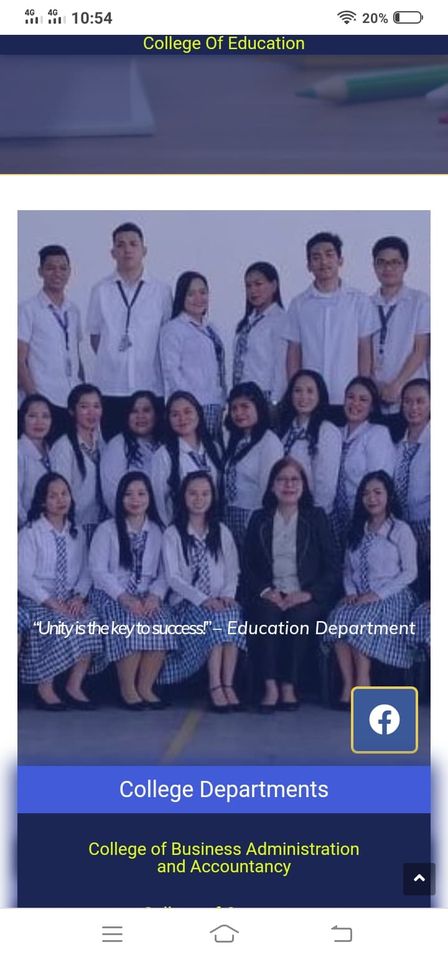 4G 4G 10:54 20%
College Of Education
“Unity is the key to success!” – Education Department
College Departments
College of Business Administration
and Accountancy